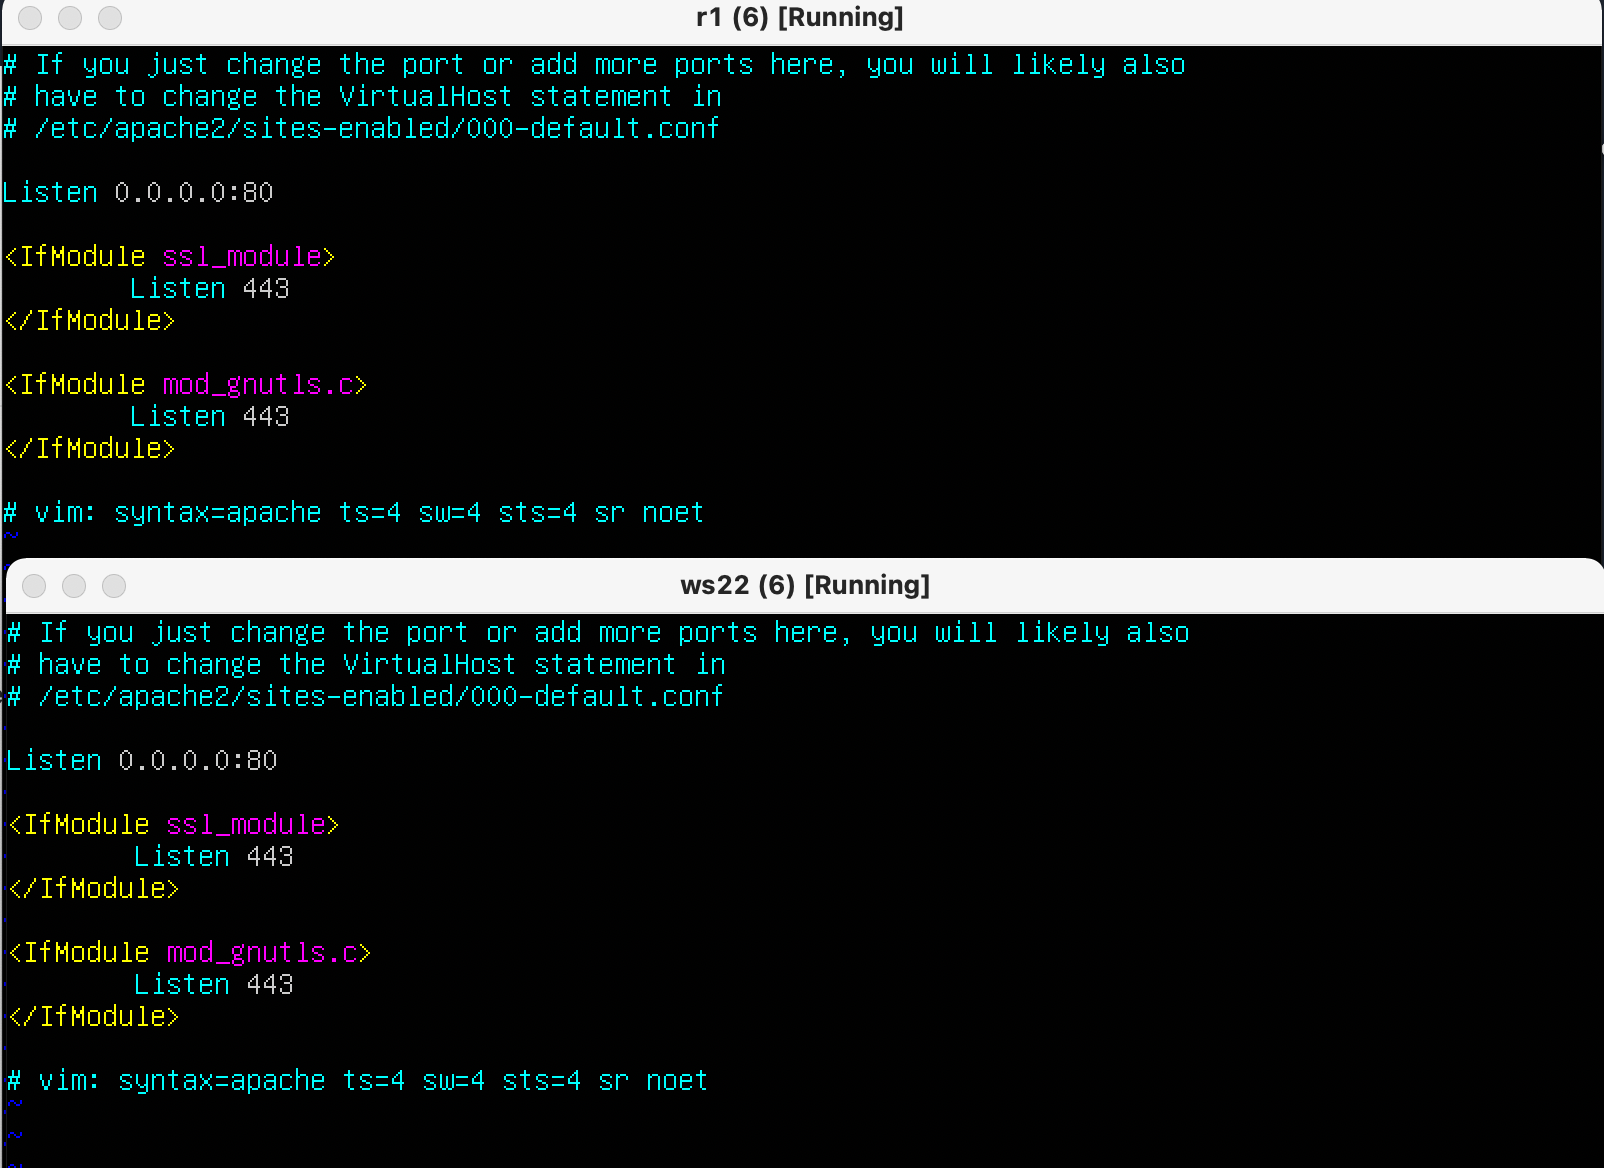 r1 (6) [Running]
# If you just change the port or add more ports here, you will likely also
# have to change the VirtualHost statement in
# /etc/apache2/sites-enabled/000-default.conf
Listen 0.0.0.0:80
<IfModule ssl_module>
Listen 443
</IfModule>
<IfModule mod_gnutls.c>
Listen 443
</IfModule>
# vim: syntax=apache ts=4 sw=4 sts=4 sr noet
~
ws22 (6) [Running]
# If you just change the port or add more ports here, you will likely also
# have to change the VirtualHost statement in
# /etc/apache2/sites-enabled/000-default.conf
Listen 0.0.0.0:80
<IfModule ssl_module>
Listen 443
</IfModule>
<IfModule mod_gnutls.c>
Listen 443
</IfModule>
# vim: syntax=apache ts=4 sw=4 sts=4 sr noet
~
~
~